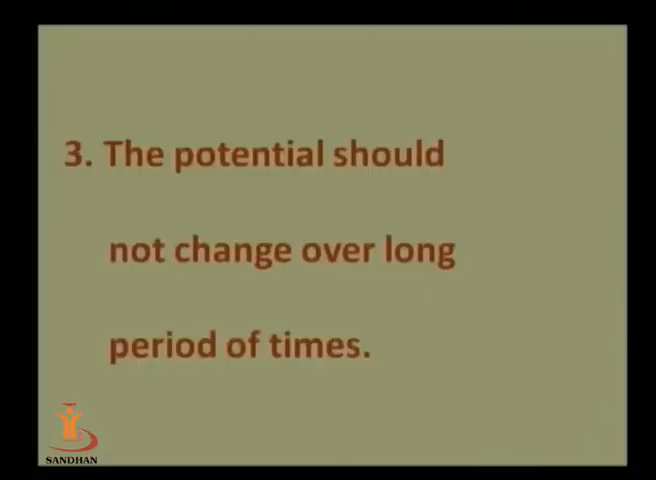 3. The potential should
not change over long
period of times.
SANDHAN